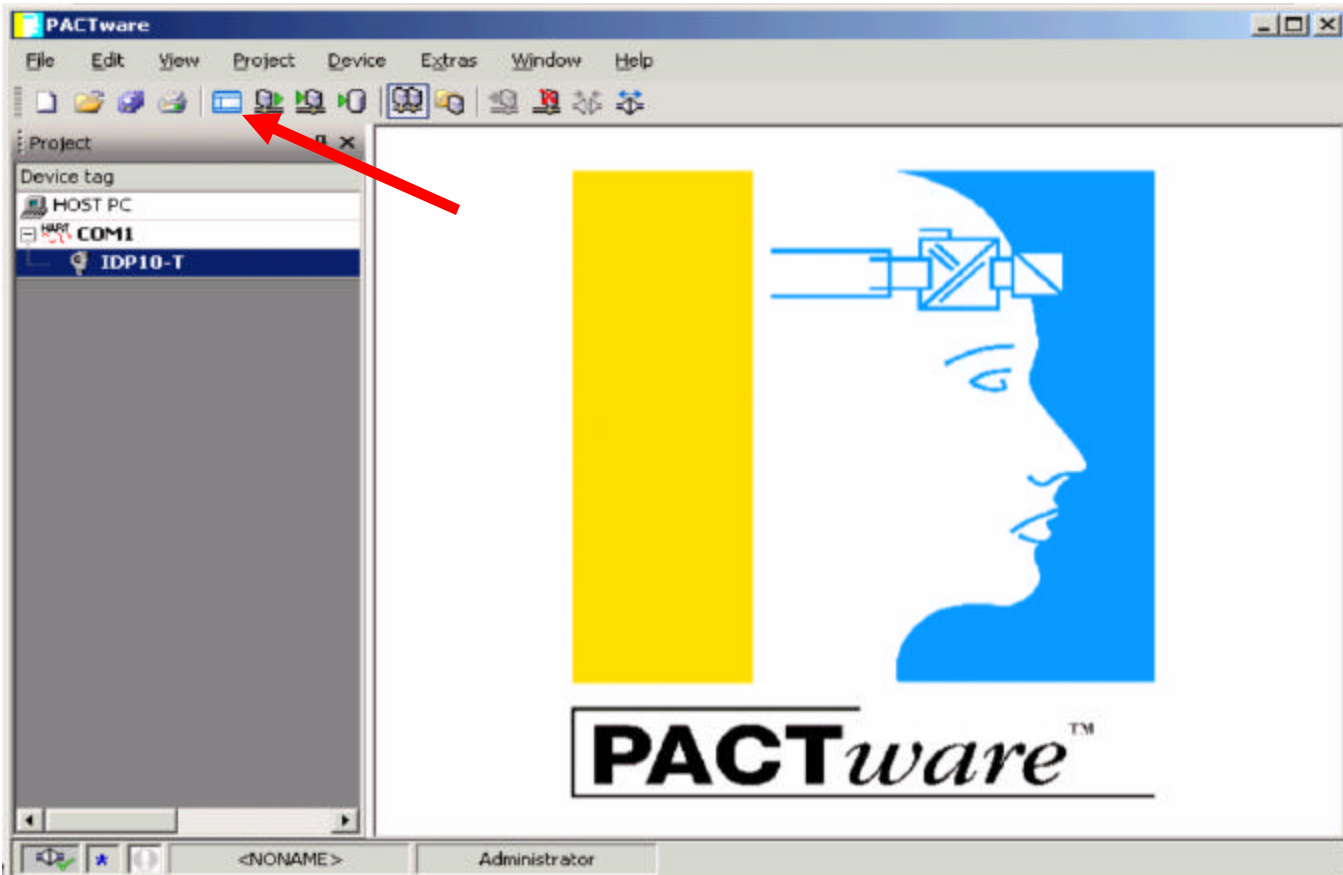 PACTware
File Edit View Project Device Extras Window Help
Project
Device tag
HOST PC
HART COM1
IDP10-T
PACTware™
<NONAME> Administrator